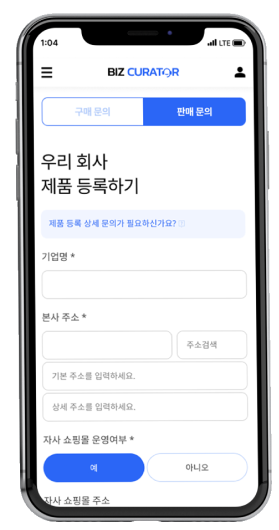 1:04
LTE
BIZ CURATOR
구매 문의
판매 문의
우리 회사
제품 등록하기
제품 등록 상세 문의가 필요하신가요?
기업명 *
본사 주소 *
주소검색
기본 주소를 입력하세요.
상세 주소를 입력하세요.
자사 쇼핑몰 운영여부 *
예
아니오
자사 쇼핑몰 주소